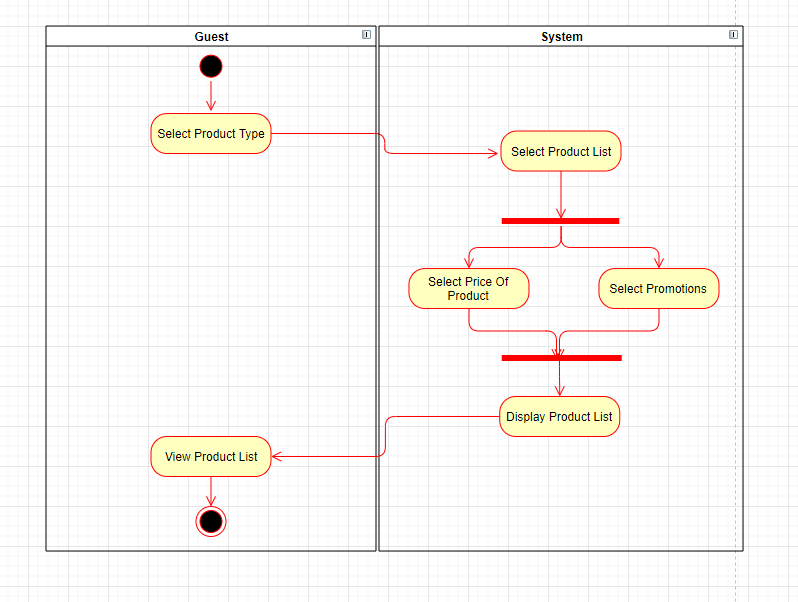 Guest
System
Select Product Type
Select Product List
Select Price Of
Product
Select Promotions
Display Product List
View Product List